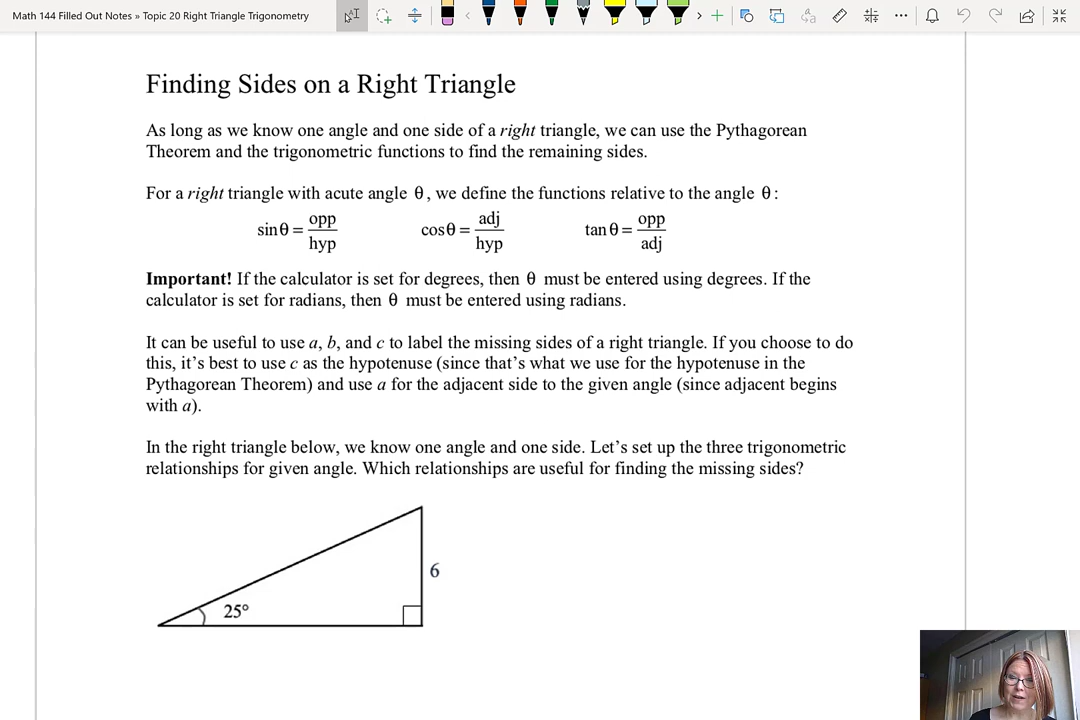 Math 144 Filled Out Notes » Topic 20 Right Triangle Trigonometry
Finding Sides on a Right Triangle
As long as we know one angle and one side of a right triangle, we can use the Pythagorean
Theorem and the trigonometric functions to find the remaining sides.
For a right triangle with acute angle θ, we define the functions relative to the angle θ:
sin θ = opp/hyp cos θ = adj/hyp tan θ = opp/adj
Important! If the calculator is set for degrees, then θ must be entered using degrees. If the
calculator is set for radians, then θ must be entered using radians.
It can be useful to use a, b, and c to label the missing sides of a right triangle. If you choose to do
this, it’s best to use c as the hypotenuse (since that’s what we use for the hypotenuse in the
Pythagorean Theorem) and use a for the adjacent side to the given angle (since adjacent begins
with a).
In the right triangle below, we know one angle and one side. Let’s set up the three trigonometric
relationships for given angle. Which relationships are useful for finding the missing sides?
6
25°